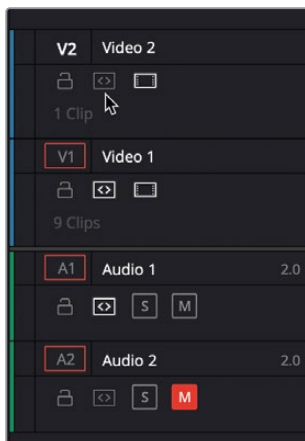 V2 Video 2
1 Clip
V1 Video 1
9 Clips
A1 Audio 1 2.0
S M
A2 Audio 2 2.0
S M